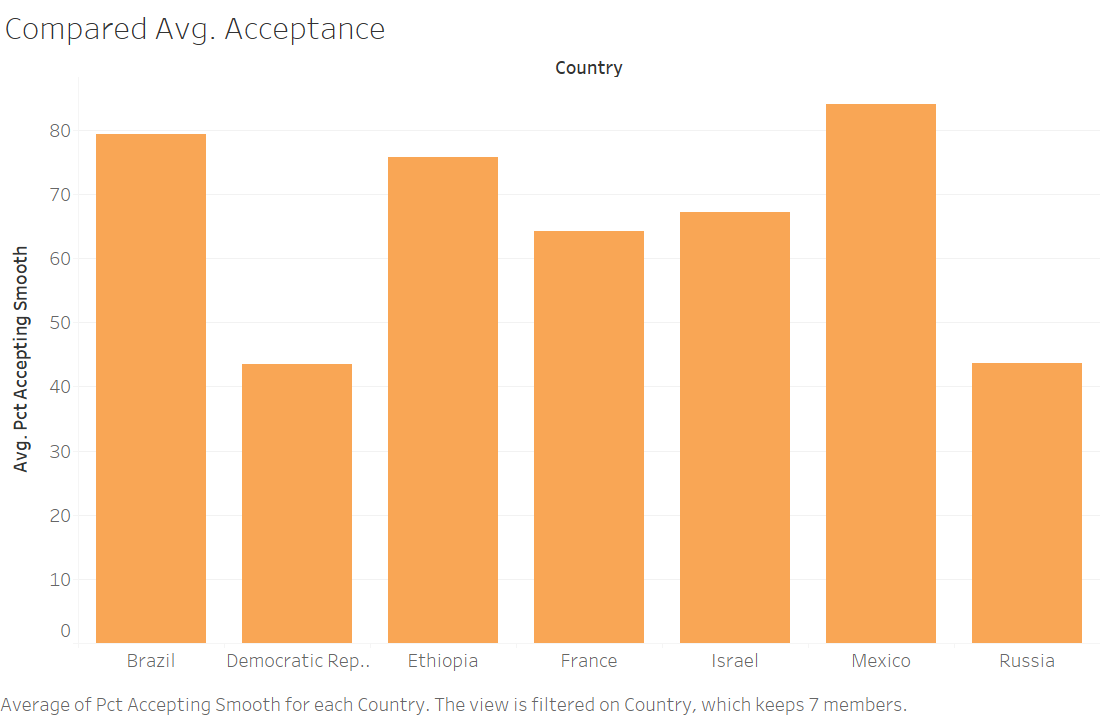 Compared Avg. Acceptance
Country
Avg. Pct Accepting Smooth
80
70
60
50
40
30
20
10
0
Brazil
Democratic Rep..
Ethiopia
France
Israel
Mexico
Russia
Average of Pct Accepting Smooth for each Country. The view is filtered on Country, which keeps 7 members.